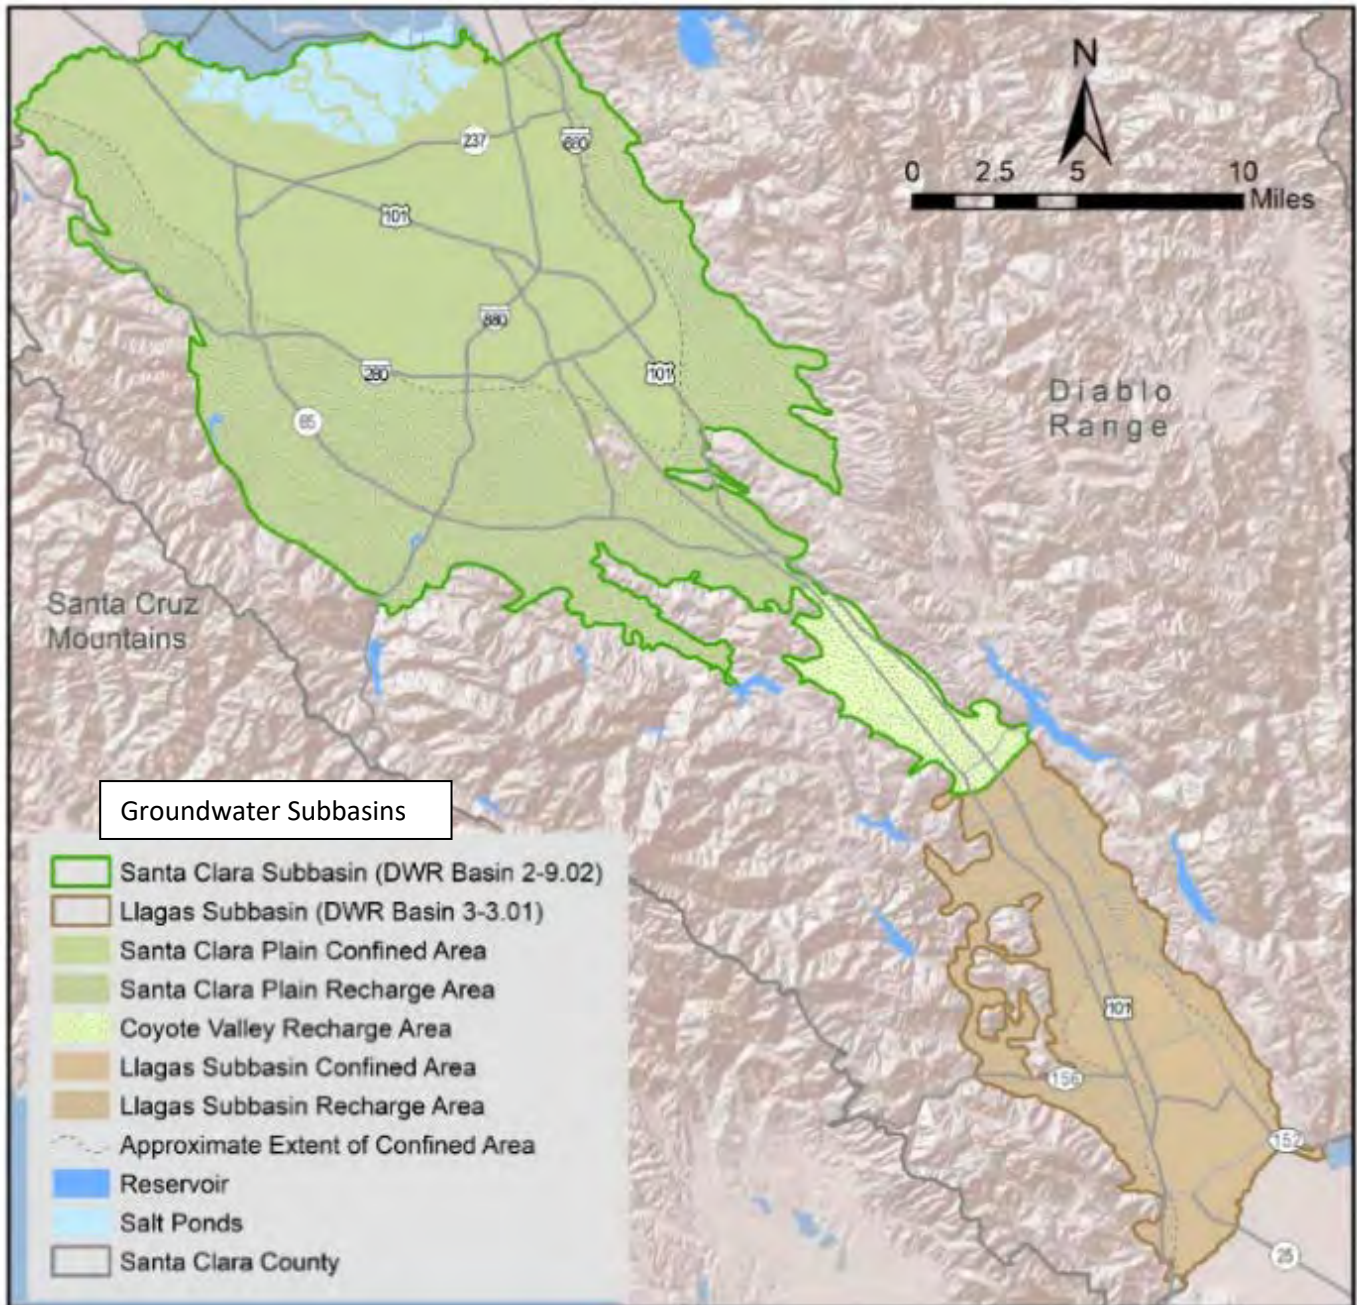 N
0 2.5 5 10
Miles
237
680
101
880
280
101
85
Diablo
Range
Santa Cruz
Mountains
Groundwater Subbasins
Santa Clara Subbasin (DWR Basin 2-9.02)
Llagas Subbasin (DWR Basin 3-3.01)
Santa Clara Plain Confined Area
Santa Clara Plain Recharge Area
Coyote Valley Recharge Area
Llagas Subbasin Confined Area
Llagas Subbasin Recharge Area
Approximate Extent of Confined Area
Reservoir
Salt Ponds
Santa Clara County
101
156
152
25